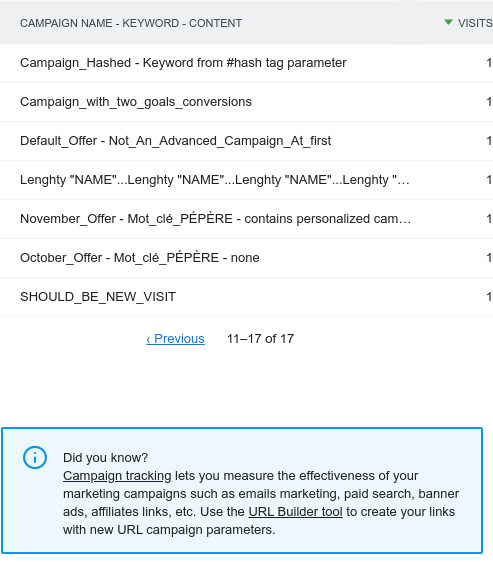 CAMPAIGN NAME - KEYWORD - CONTENT VISITS
Campaign_Hashed - Keyword from #hash tag parameter 1
Campaign_with_two_goals_conversions 1
Default_Offer - Not_An_Advanced_Campaign_At_first 1
Lenghty "NAME"...Lenghty "NAME"...Lenghty "NAME"...Lenghty "… 1
November_Offer - Mot_clé_PÉPÈRE - contains personalized cam… 1
October_Offer - Mot_clé_PÉPÈRE - none 1
SHOULD_BE_NEW_VISIT 1
‹ Previous 11–17 of 17
Did you know?
Campaign tracking lets you measure the effectiveness of your
marketing campaigns such as emails marketing, paid search, banner
ads, affiliates links, etc. Use the URL Builder tool to create your links
with new URL campaign parameters.